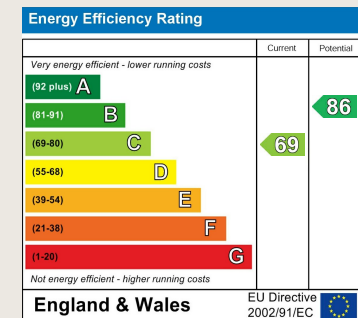 Energy Efficiency Rating
Current Potential
Very energy efficient - lower running costs
(92 plus) A
(81-91) B
86
(69-80) C
69
(55-68) D
(39-54) E
(21-38) F
(1-20) G
Not energy efficient - higher running costs
England & Wales
EU Directive
2002/91/EC